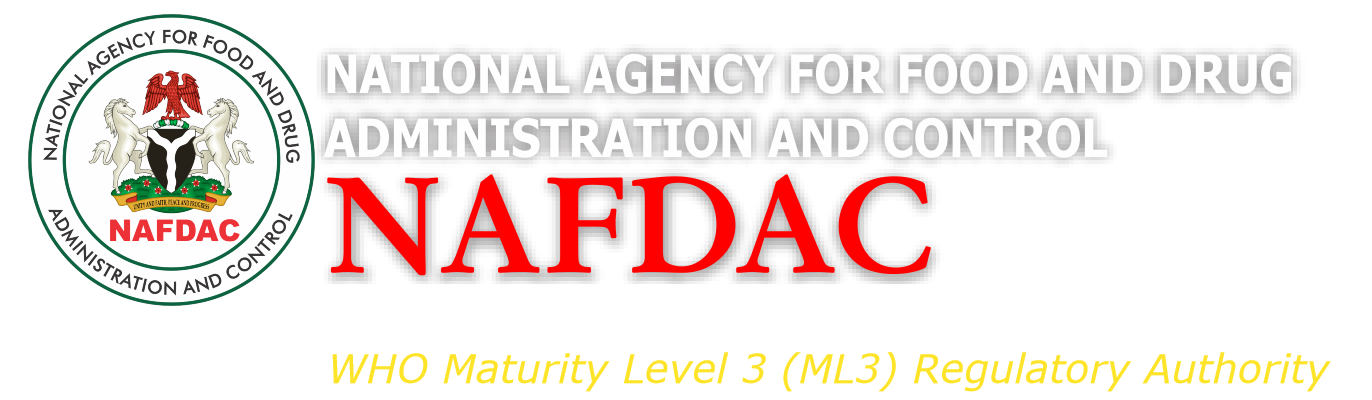 NATIONAL AGENCY FOR FOOD AND DRUG
ADMINISTRATION AND CONTROL
UNITY AND FAITH, PEACE AND PROGRESS
NAFDAC
NATIONAL AGENCY FOR FOOD AND DRUG
ADMINISTRATION AND CONTROL
NAFDAC
WHO Maturity Level 3 (ML3) Regulatory Authority